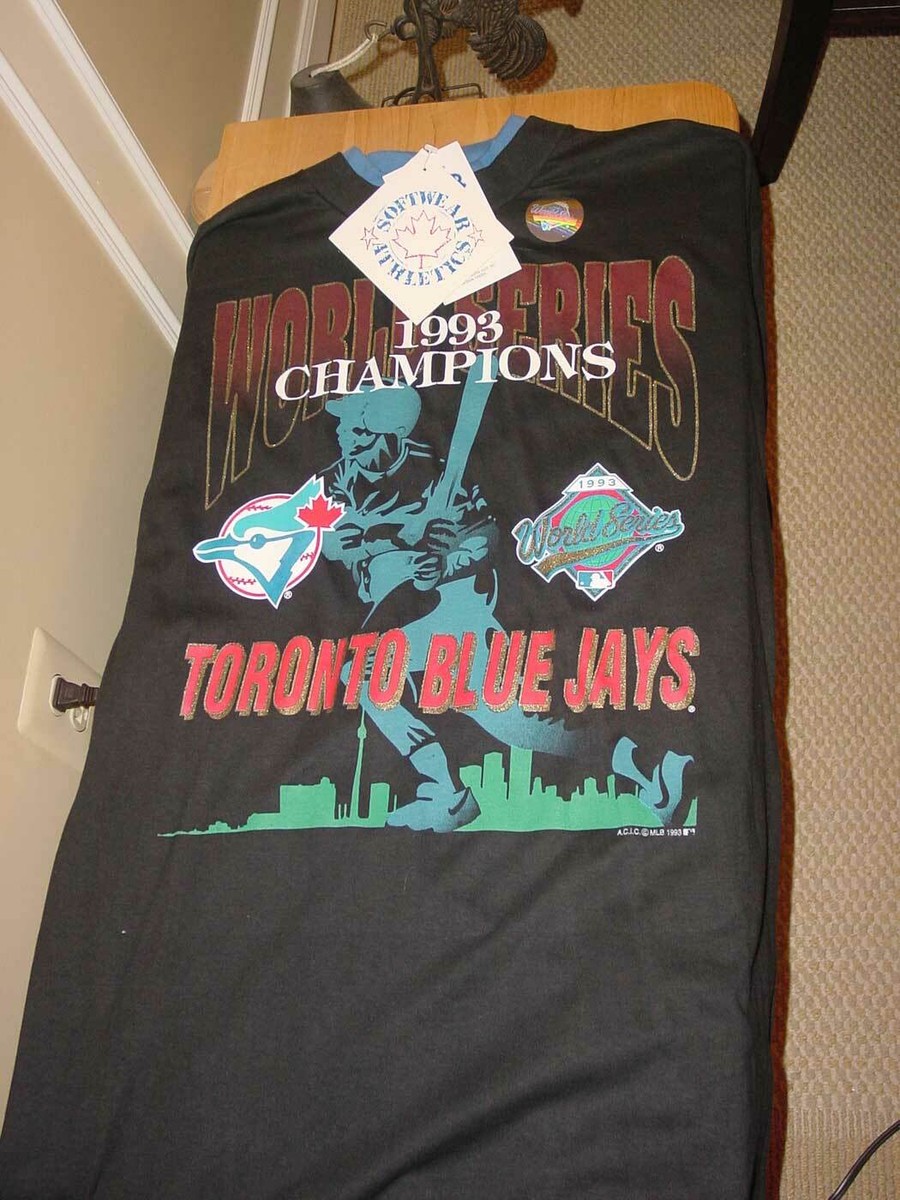 SOFTWEAR
ATHLETICS
WORLD SERIES
1993
CHAMPIONS
1993
World Series
TORONTO BLUE JAYS
A.C.I.C. © MLB 1993